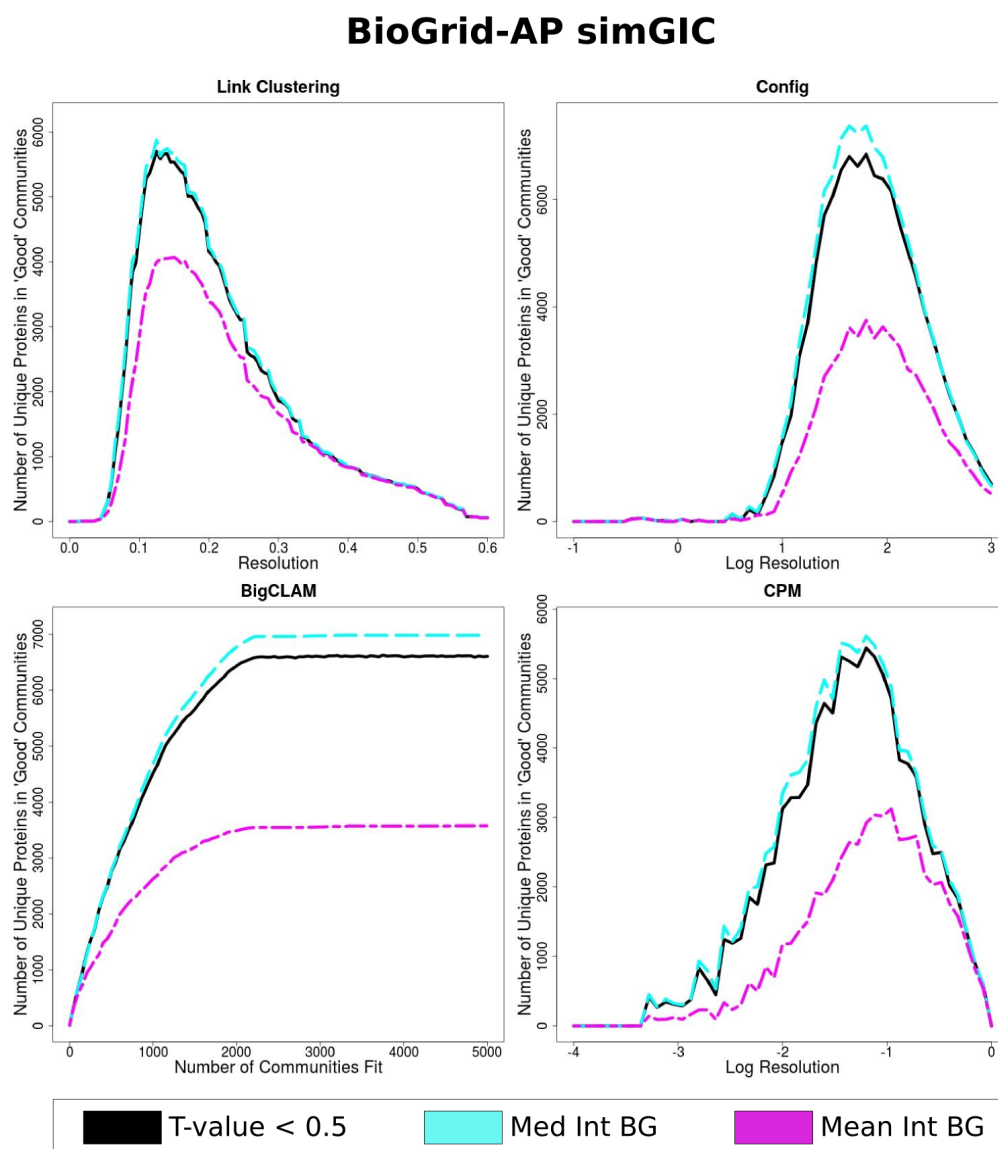 BioGrid-AP simGIC
Link Clustering
Number of Unique Proteins in 'Good' Communities
0 1000 2000 3000 4000 5000 6000
0.0 0.1 0.2 0.3 0.4 0.5 0.6
Resolution
Config
Number of Unique Proteins in 'Good' Communities
0 2000 4000 6000
-1 0 1 2 3
Log Resolution
BigCLAM
Number of Unique Proteins in 'Good' Communities
0 1000 2000 3000 4000 5000 6000 7000
0 1000 2000 3000 4000 5000
Number of Communities Fit
CPM
Number of Unique Proteins in 'Good' Communities
0 1000 2000 3000 4000 5000 6000
-4 -3 -2 -1 0
Log Resolution
T-value < 0.5
Med Int BG
Mean Int BG